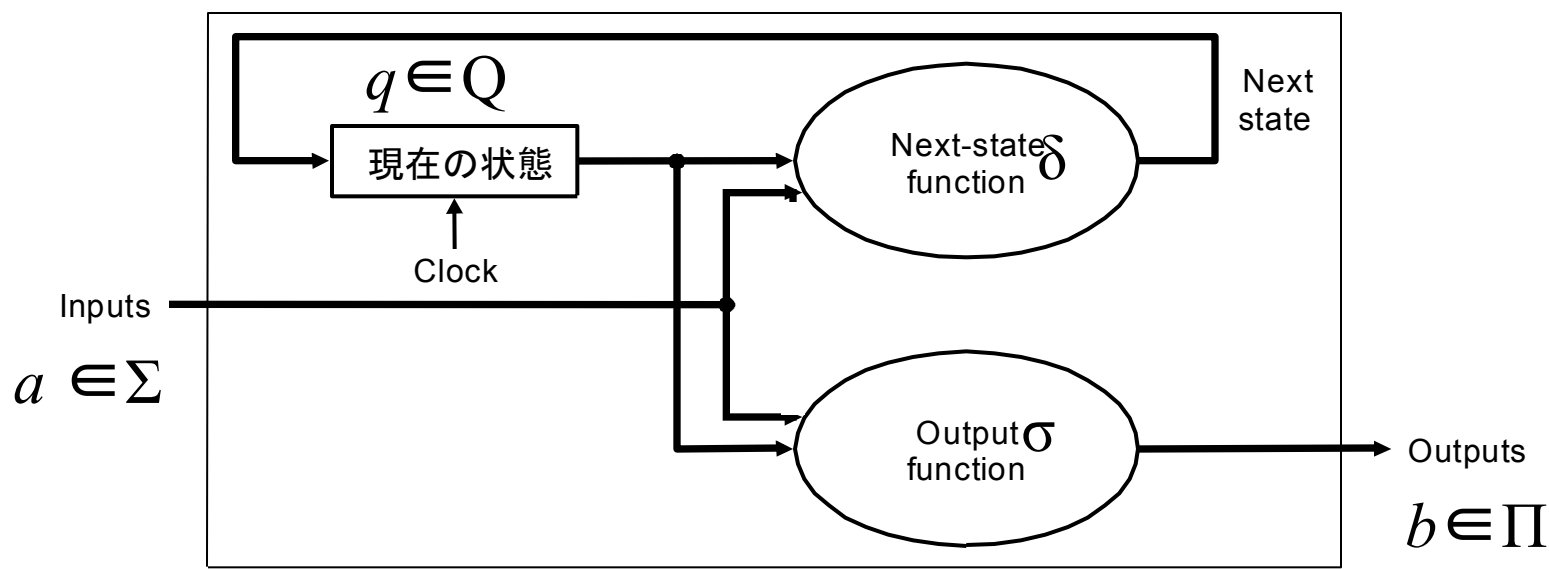 q∈Q
現在の状態
Clock
Next-state
function δ
Next
state
Inputs
a ∈Σ
Output σ
function
Outputs
b∈Π